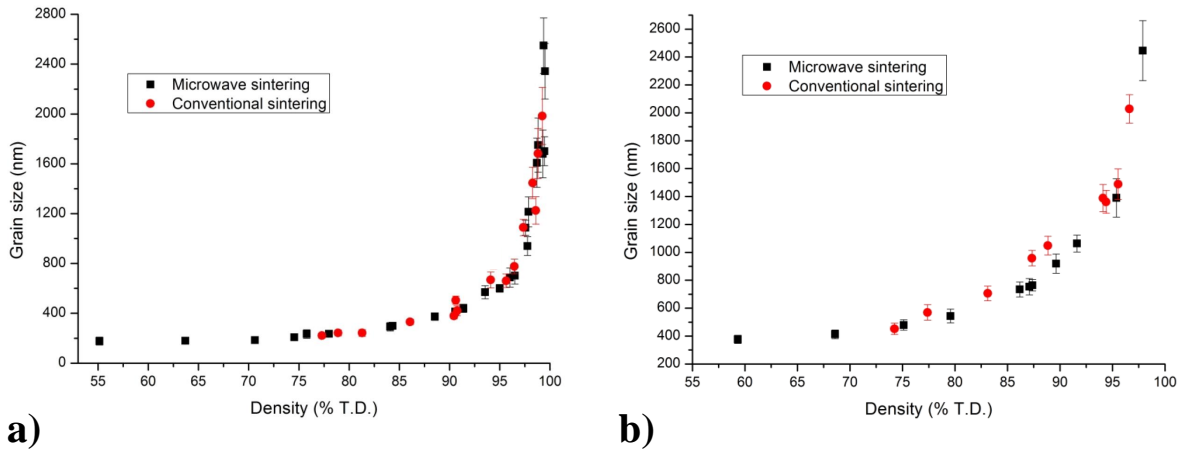 2800
2400
2000
1600
1200
800
400
0
Grain size (nm)
Microwave sintering
Conventional sintering
55 60 65 70 75 80 85 90 95 100
Density (% T.D.)
a)
2600
2400
2200
2000
1800
1600
1400
1200
1000
800
600
400
200
Grain size (nm)
Microwave sintering
Conventional sintering
55 60 65 70 75 80 85 90 95 100
Density (% T.D.)
b)